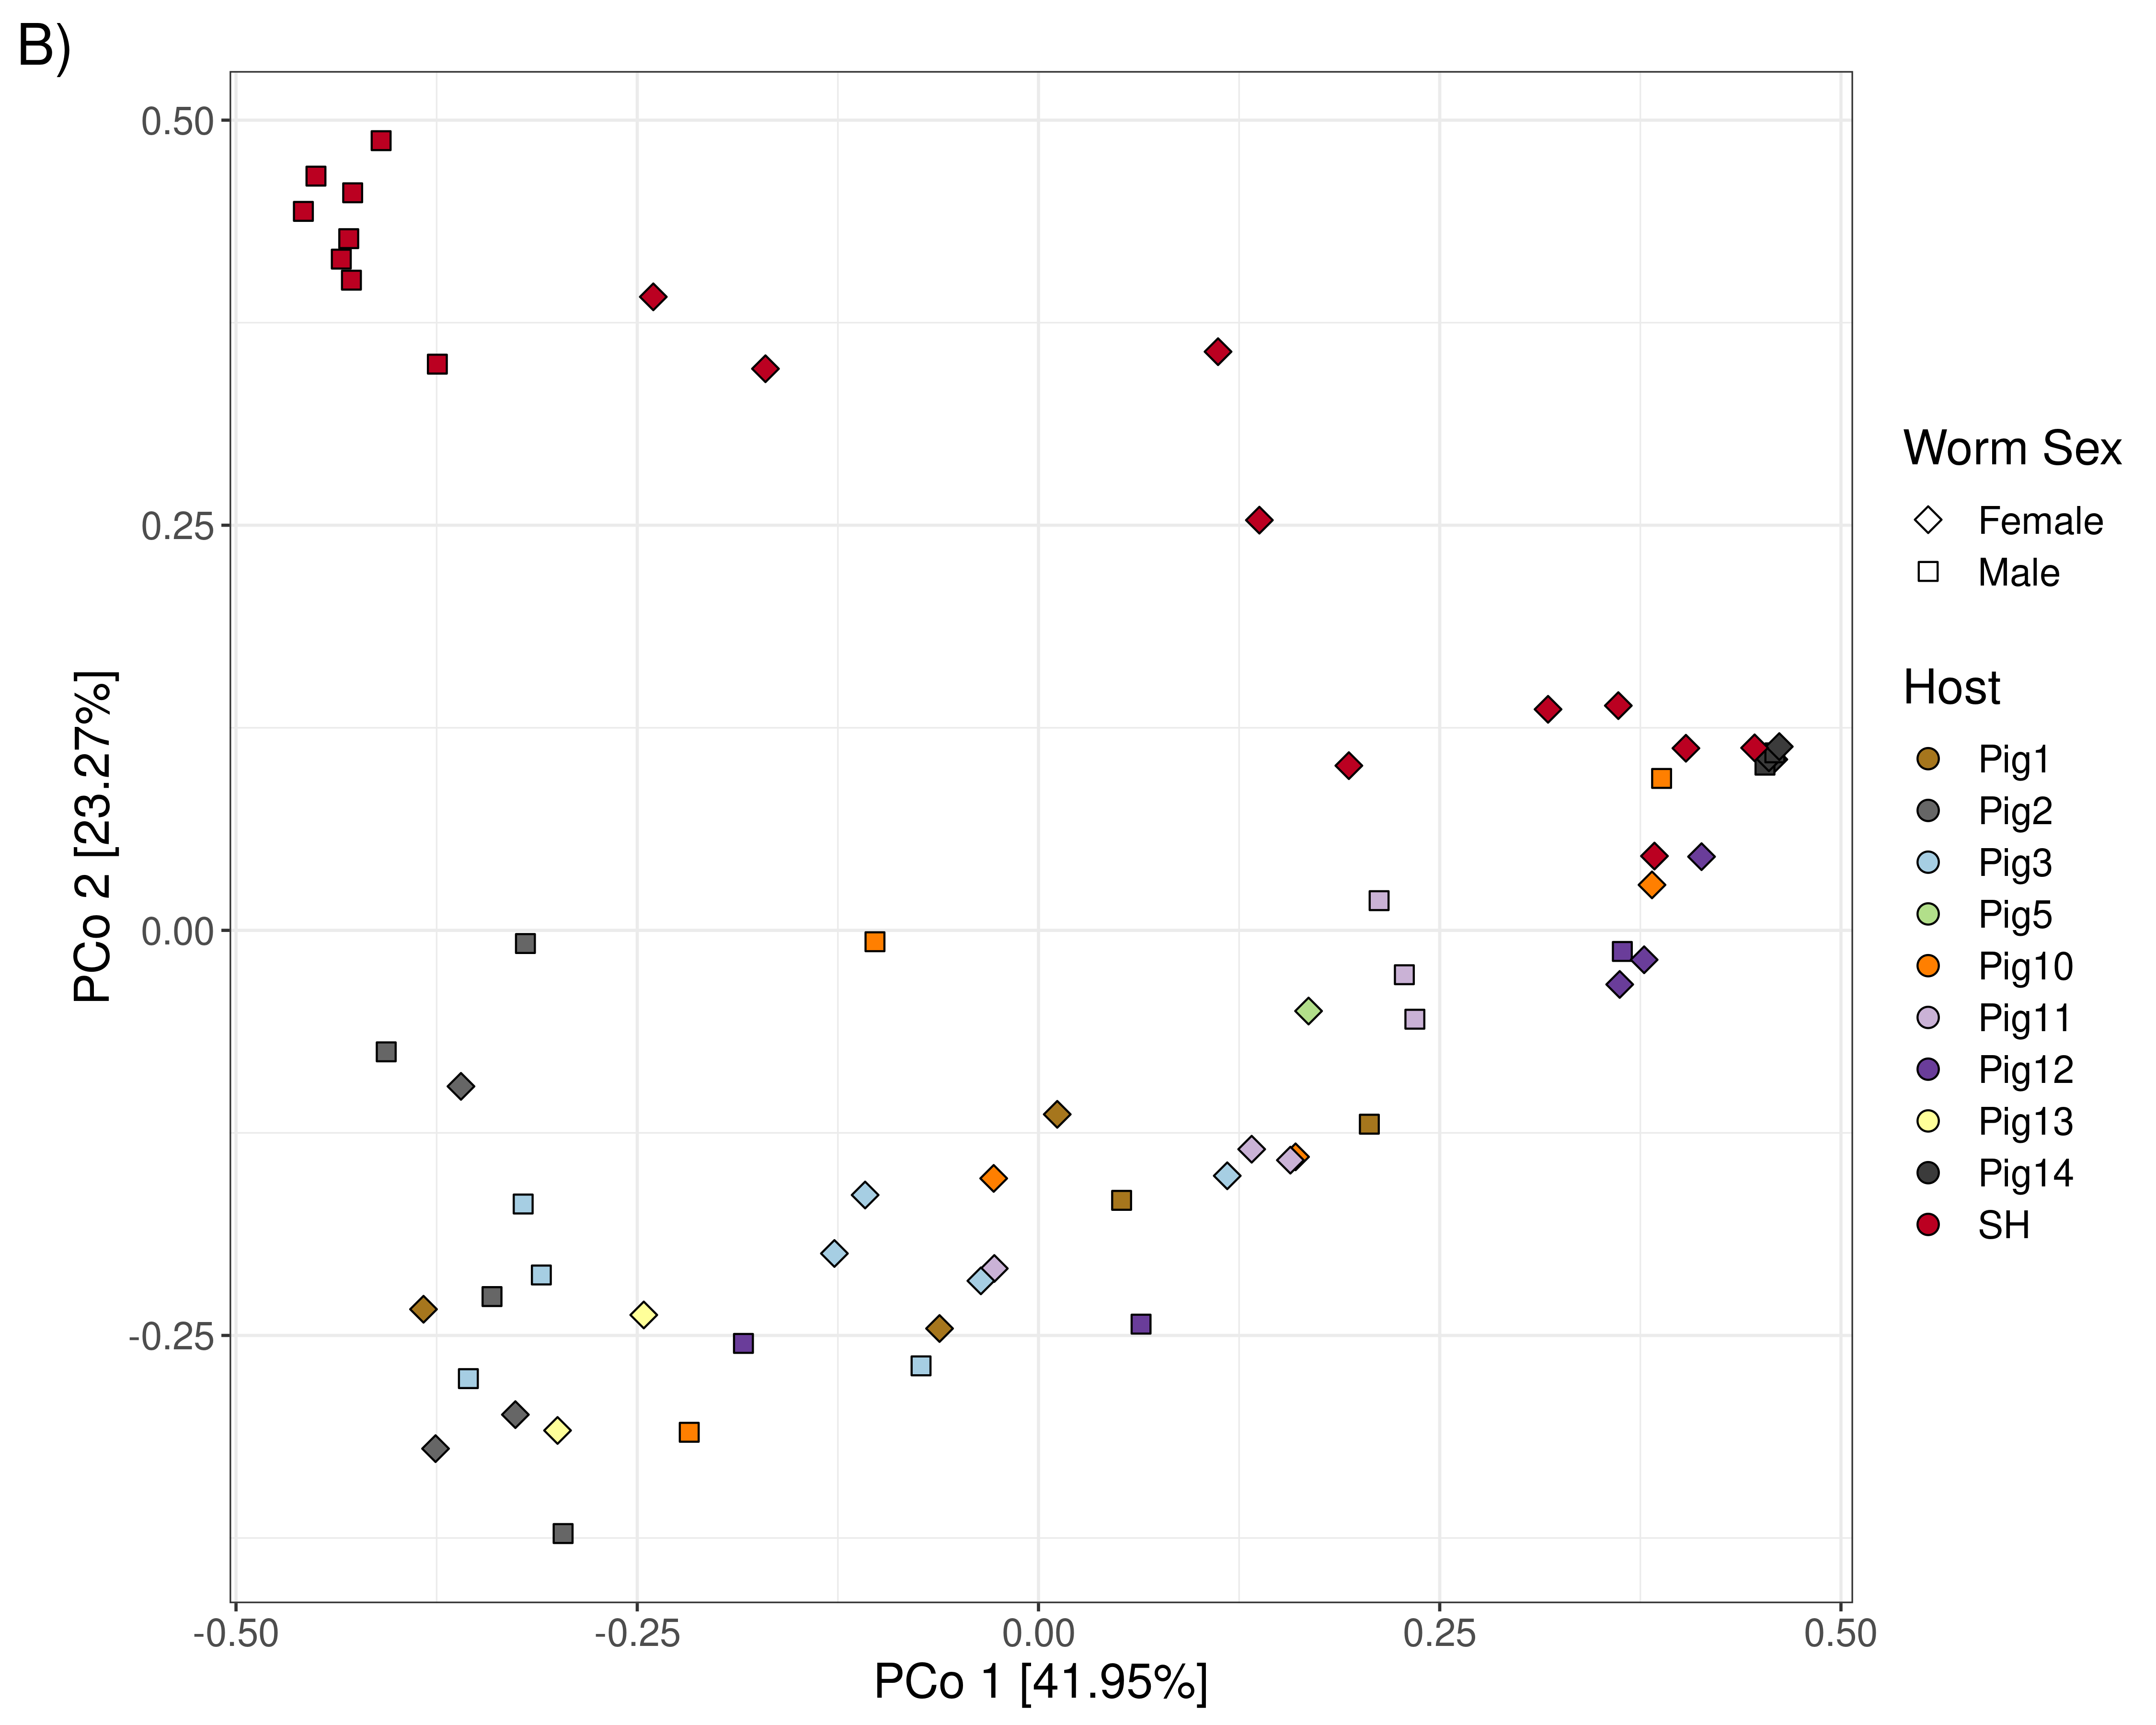 B)
0.50
0.25
0.00
-0.25
PCo 2 [23.27%]
-0.50
-0.25
0.00
0.25
0.50
PCo 1 [41.95%]
Worm Sex
Female
Male
Host
Pig1
Pig2
Pig3
Pig5
Pig10
Pig11
Pig12
Pig13
Pig14
SH